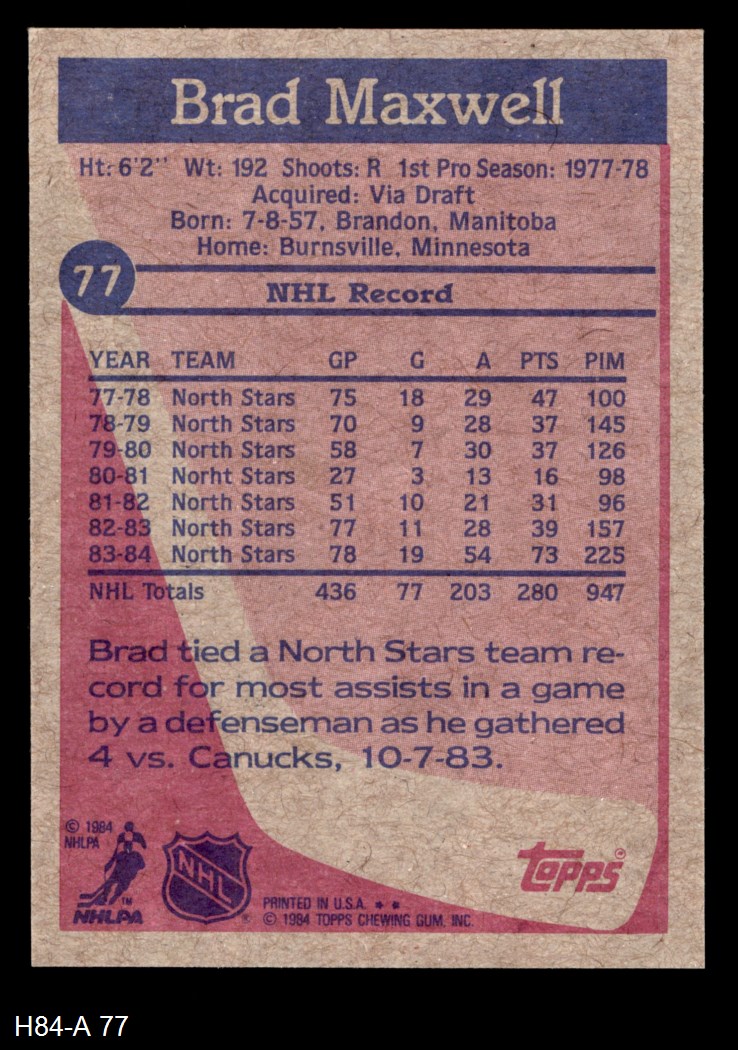 Brad Maxwell
Ht: 6'2'' Wt: 192 Shoots: R 1st Pro Season: 1977-78
Acquired: Via Draft
Born: 7-8-57, Brandon, Manitoba
Home: Burnsville, Minnesota
77
NHL Record
YEAR TEAM GP G A PTS PIM
77-78 North Stars 75 18 29 47 100
78-79 North Stars 70 9 28 37 145
79-80 North Stars 58 7 30 37 126
80-81 Norht Stars 27 3 13 16 98
81-82 North Stars 51 10 21 31 96
82-83 North Stars 77 11 28 39 157
83-84 North Stars 78 19 54 73 225
NHL Totals 436 77 203 280 947
Brad tied a North Stars team re-
cord for most assists in a game
by a defenseman as he gathered
4 vs. Canucks, 10-7-83.
© 1984
NHLPA
TM
NHLPA
NHL
®
PRINTED IN U.S.A. * *
© 1984 TOPPS CHEWING GUM, INC.
topps®
H84-A 77